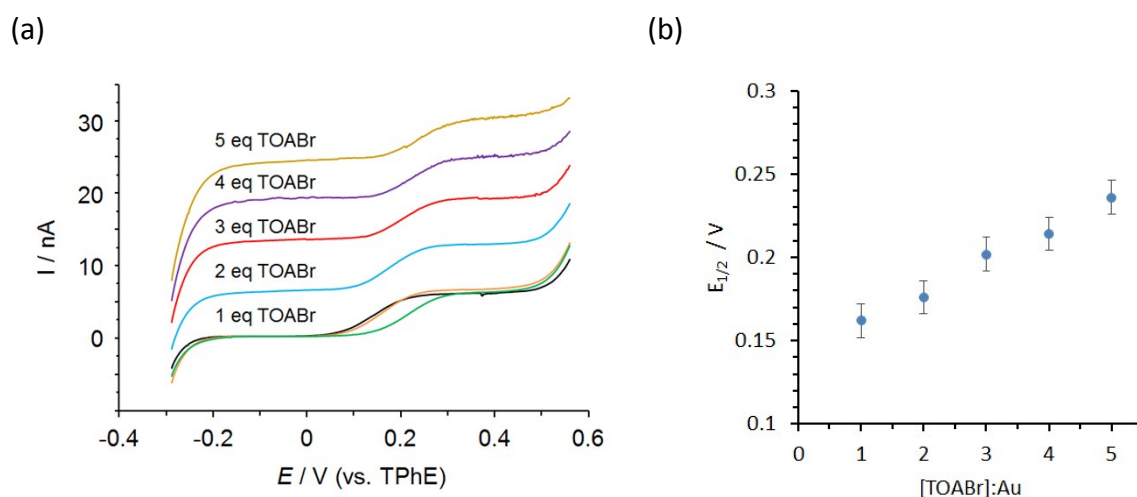 (a)
30
20
10
0
I / nA
5 eq TOABr
4 eq TOABr
3 eq TOABr
2 eq TOABr
1 eq TOABr
-0.4 -0.2 0 0.2 0.4 0.6
E / V (vs. TPhE)
(b)
0.3
0.25
0.2
0.15
0.1
E1/2 / V
0 1 2 3 4 5
[TOABr]:Au